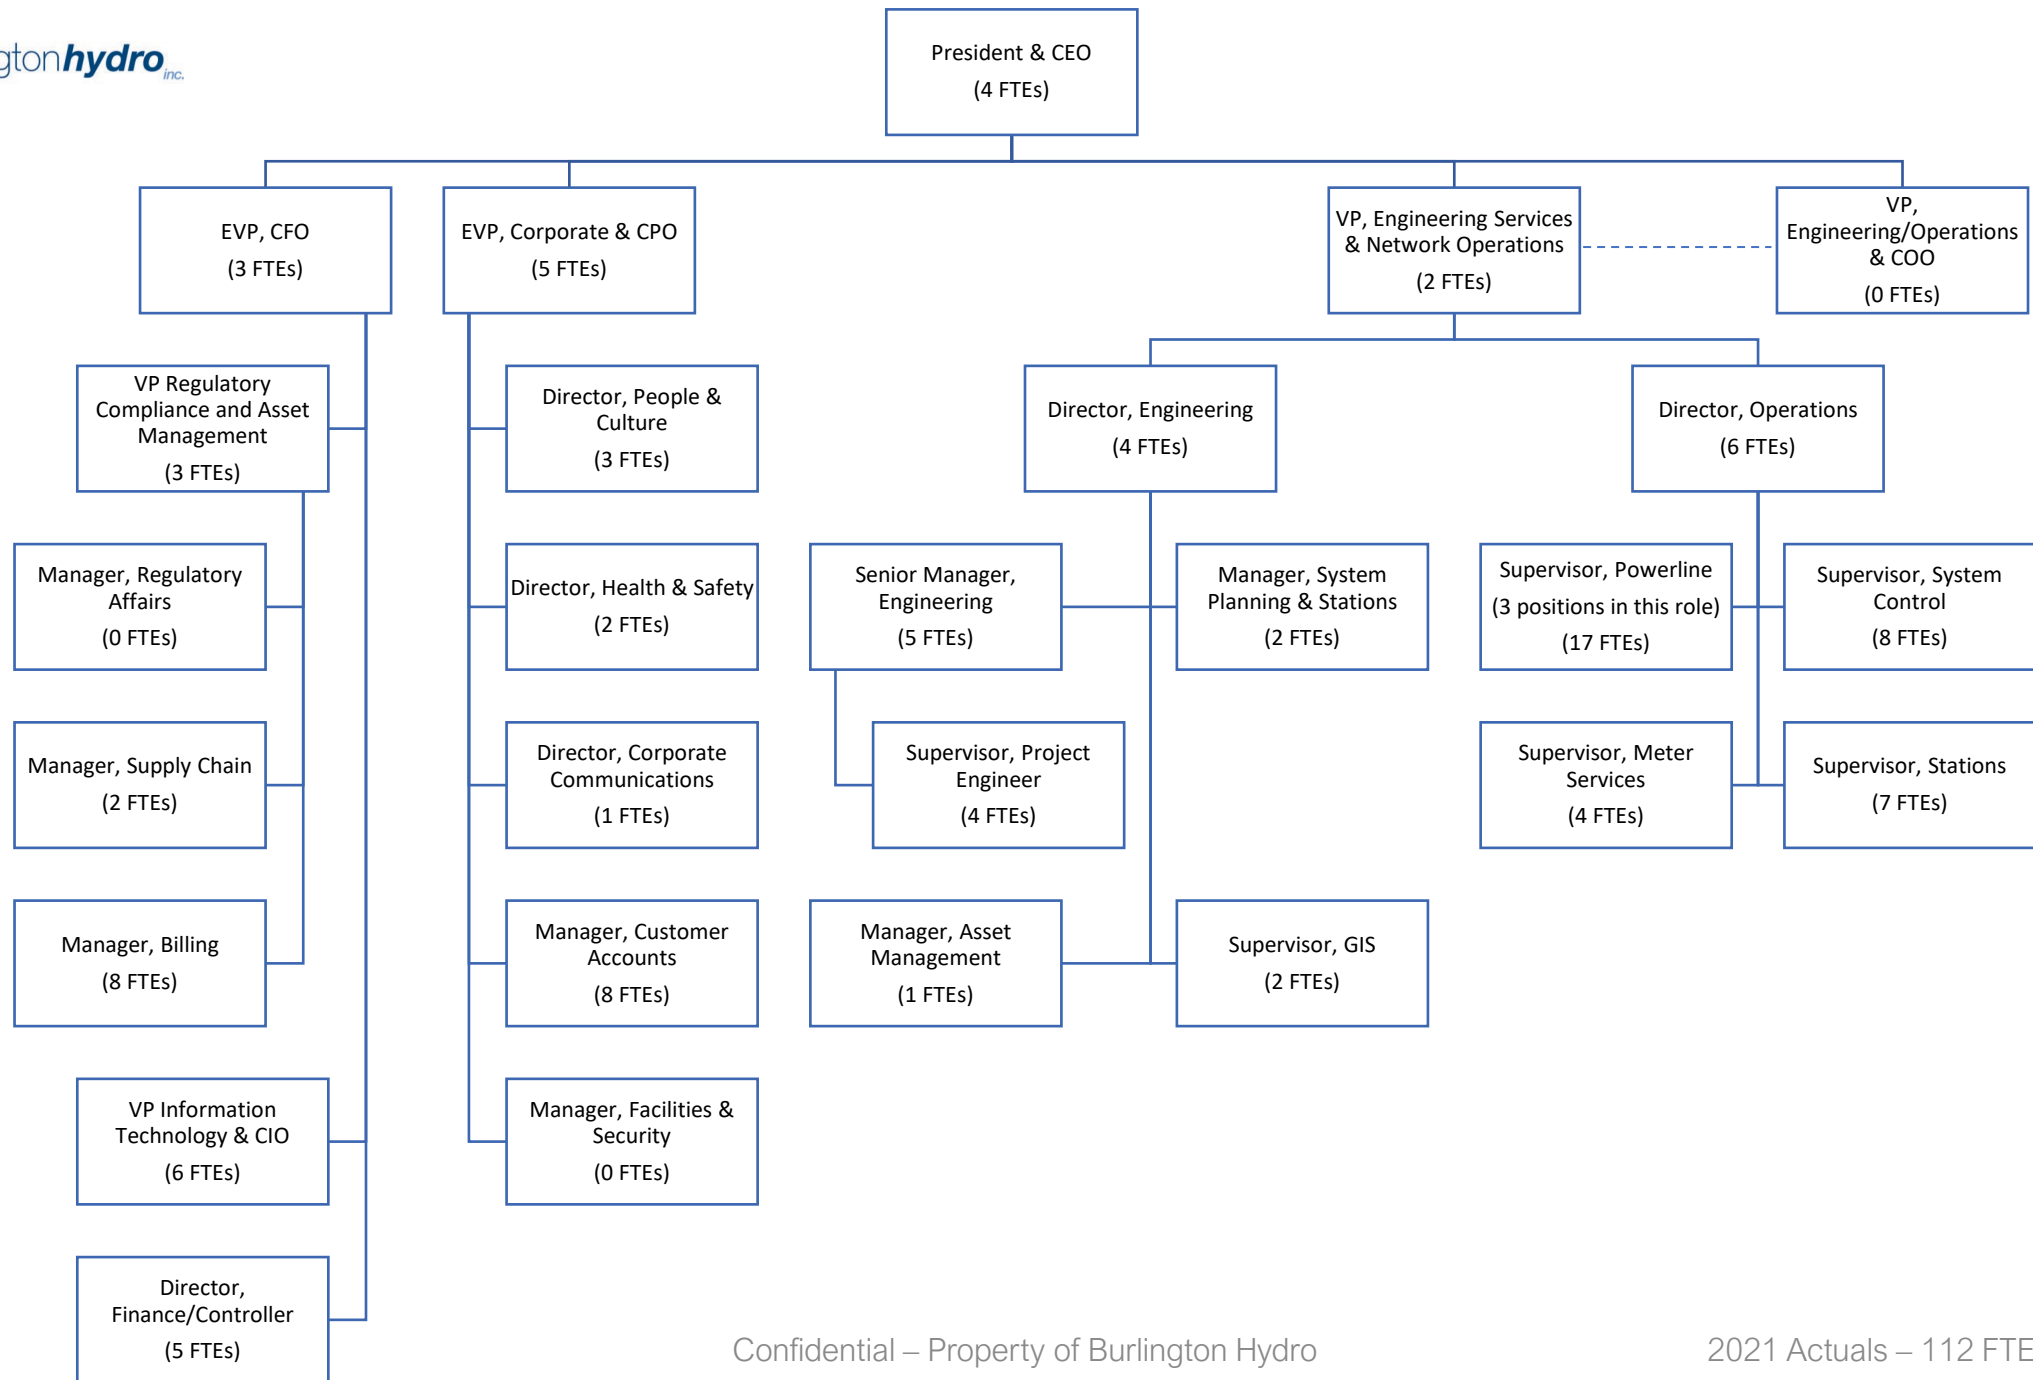 gtonhydro inc.
President & CEO
(4 FTEs)
EVP, CFO
(3 FTEs)
EVP, Corporate & CPO
(5 FTEs)
VP, Engineering Services
& Network Operations
(2 FTEs)
VP,
Engineering/Operations
& COO
(0 FTEs)
VP Regulatory
Compliance and Asset
Management
(3 FTEs)
Director, People &
Culture
(3 FTEs)
Director, Engineering
(4 FTEs)
Director, Operations
(6 FTEs)
Manager, Regulatory
Affairs
(0 FTEs)
Director, Health & Safety
(2 FTEs)
Senior Manager,
Engineering
(5 FTEs)
Manager, System
Planning & Stations
(2 FTEs)
Supervisor, Powerline
(3 positions in this role)
(17 FTEs)
Supervisor, System
Control
(8 FTEs)
Manager, Supply Chain
(2 FTEs)
Director, Corporate
Communications
(1 FTEs)
Supervisor, Project
Engineer
(4 FTEs)
Supervisor, Meter
Services
(4 FTEs)
Supervisor, Stations
(7 FTEs)
Manager, Billing
(8 FTEs)
Manager, Customer
Accounts
(8 FTEs)
Manager, Asset
Management
(1 FTEs)
Supervisor, GIS
(2 FTEs)
VP Information
Technology & CIO
(6 FTEs)
Manager, Facilities &
Security
(0 FTEs)
Director,
Finance/Controller
(5 FTEs)
Confidential – Property of Burlington Hydro
2021 Actuals – 112 FTE